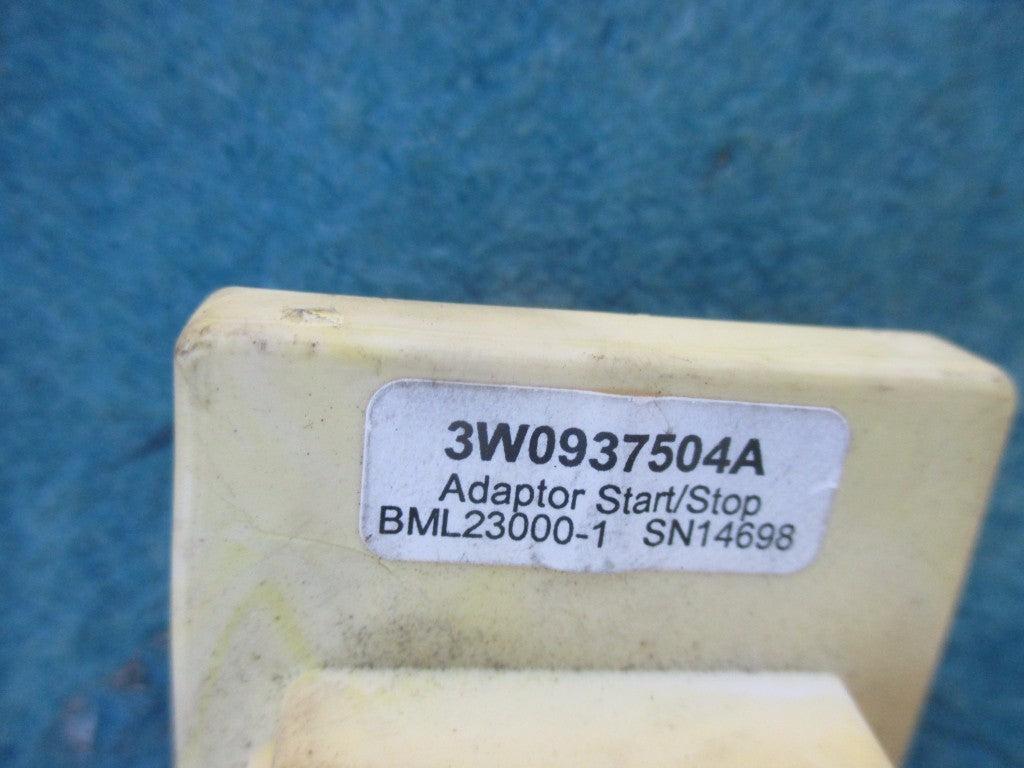 3W0937504A
Adaptor Start/Stop
BML23000-1 SN14698